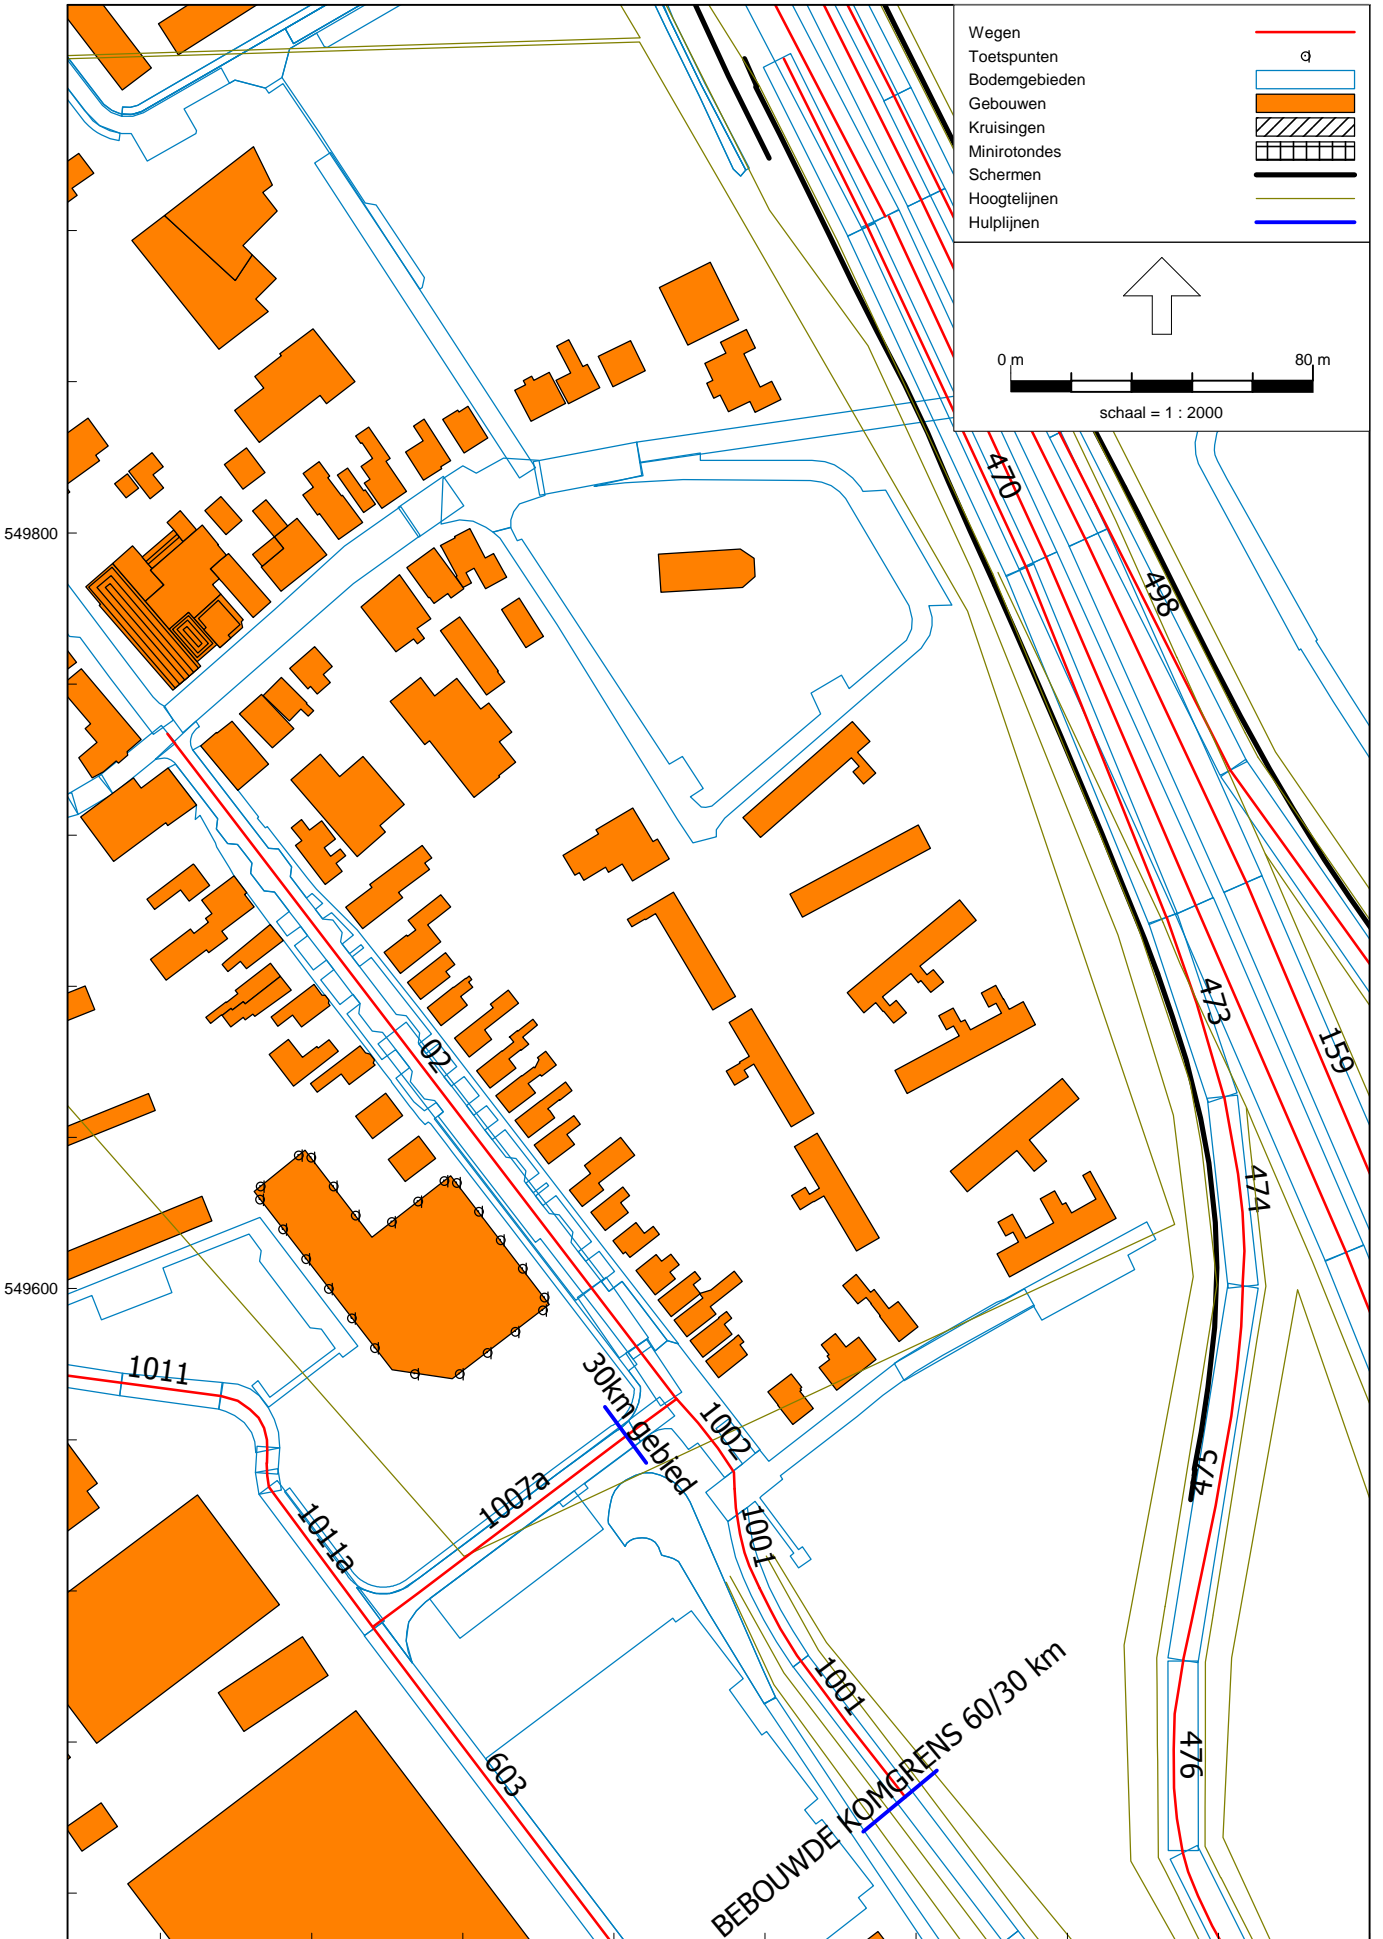 Wegen
Toetspunten
Bodemgebieden
Gebouwen
Kruisingen
Minirotondes
Schermen
Hoogtelijnen
Hulplijnen
0 m
80 m
schaal = 1 : 2000
470
549800
498
473
159
02
474
549600
1011
30km gebied
1002
475
1007a
1011a
1001
1001
BEBOUWDE KOMGRENS 60/30 km
476
603